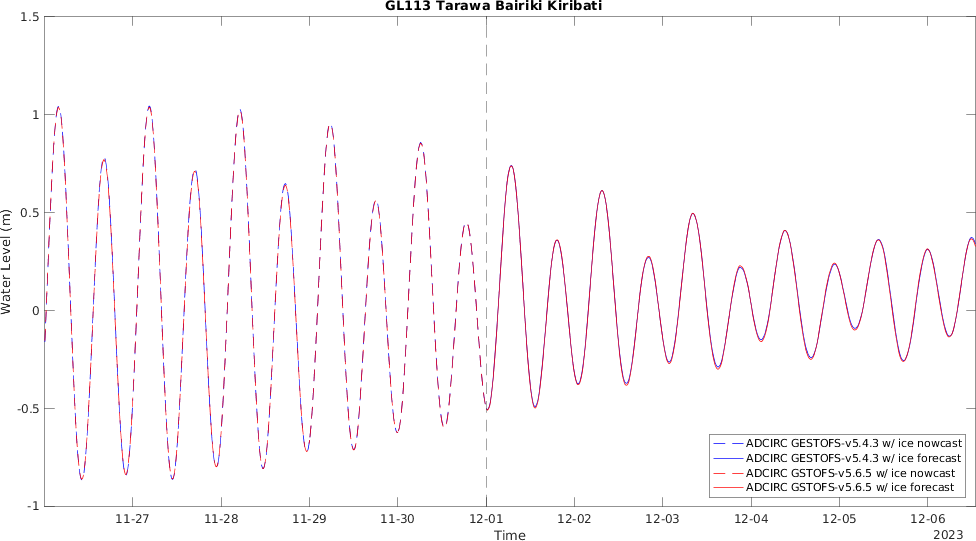 GL113 Tarawa Bairiki Kiribati
1.5
1
0.5
0
-0.5
-1
Water Level (m)
11-27 11-28 11-29 11-30 12-01 12-02 12-03 12-04 12-05 12-06
Time
2023
ADCIRC GESTOFS-v5.4.3 w/ ice nowcast
ADCIRC GESTOFS-v5.4.3 w/ ice forecast
ADCIRC GSTOFS-v5.6.5 w/ ice nowcast
ADCIRC GSTOFS-v5.6.5 w/ ice forecast